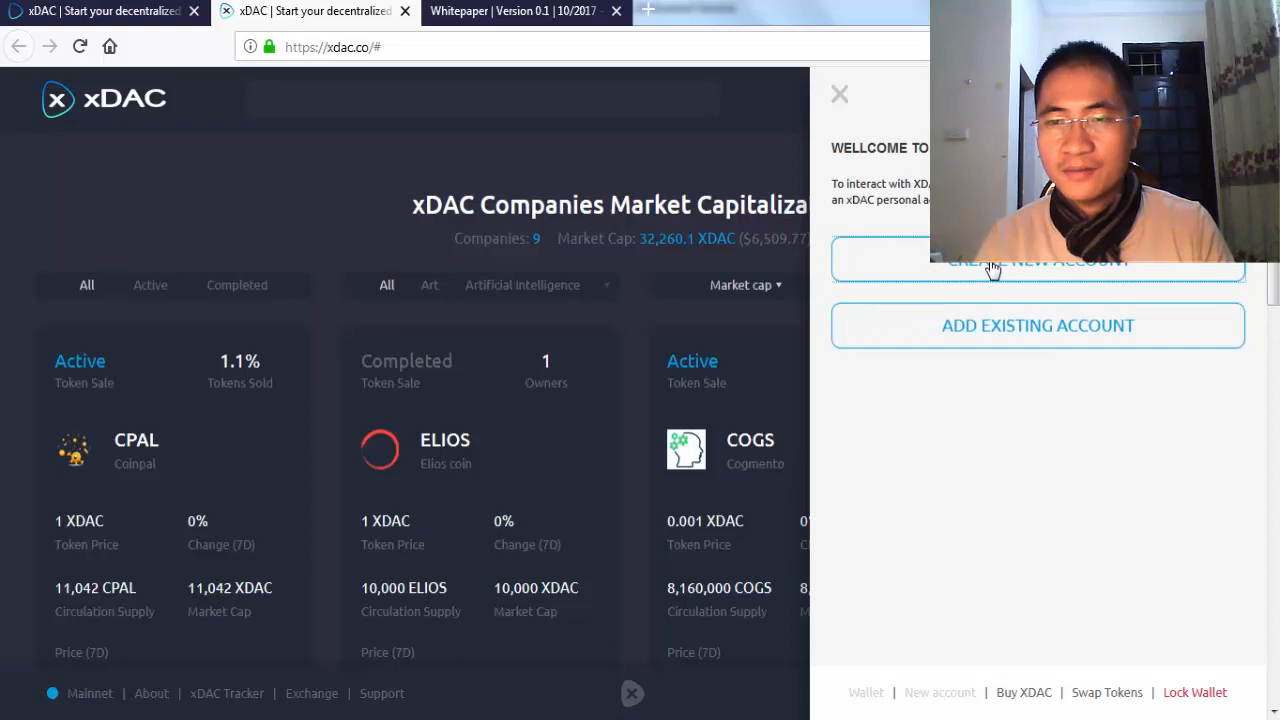 xDAC | Start your decentralized
xDAC | Start your decentralized
Whitepaper | Version 0.1 | 10/2017 -
https://xdac.co/#
xDAC
WELLCOME TO
To interact with XDA
an xDAC personal a
CREATE NEW ACCOUNT
ADD EXISTING ACCOUNT
xDAC Companies Market Capitaliza
Companies: 9 Market Cap: 32,260.1 XDAC ($6,509.77)
All Active Completed
All Art Artificial intelligence
Market cap
Active 1.1%
Token Sale Tokens Sold
CPAL
Coinpal
1 XDAC 0%
Token Price Change (7D)
11,042 CPAL 11,042 XDAC
Circulation Supply Market Cap
Price (7D)
Completed 1
Token Sale Owners
ELIOS
Elios coin
1 XDAC 0%
Token Price Change (7D)
10,000 ELIOS 10,000 XDAC
Circulation Supply Market Cap
Price (7D)
Active
Token Sale
COGS
Cogmento
0.001 XDAC
Token Price
8,160,000 COGS 8,
Circulation Supply
Price (7D)
Mainnet | About | xDAC Tracker | Exchange | Support
Wallet | New account | Buy XDAC | Swap Tokens | Lock Wallet